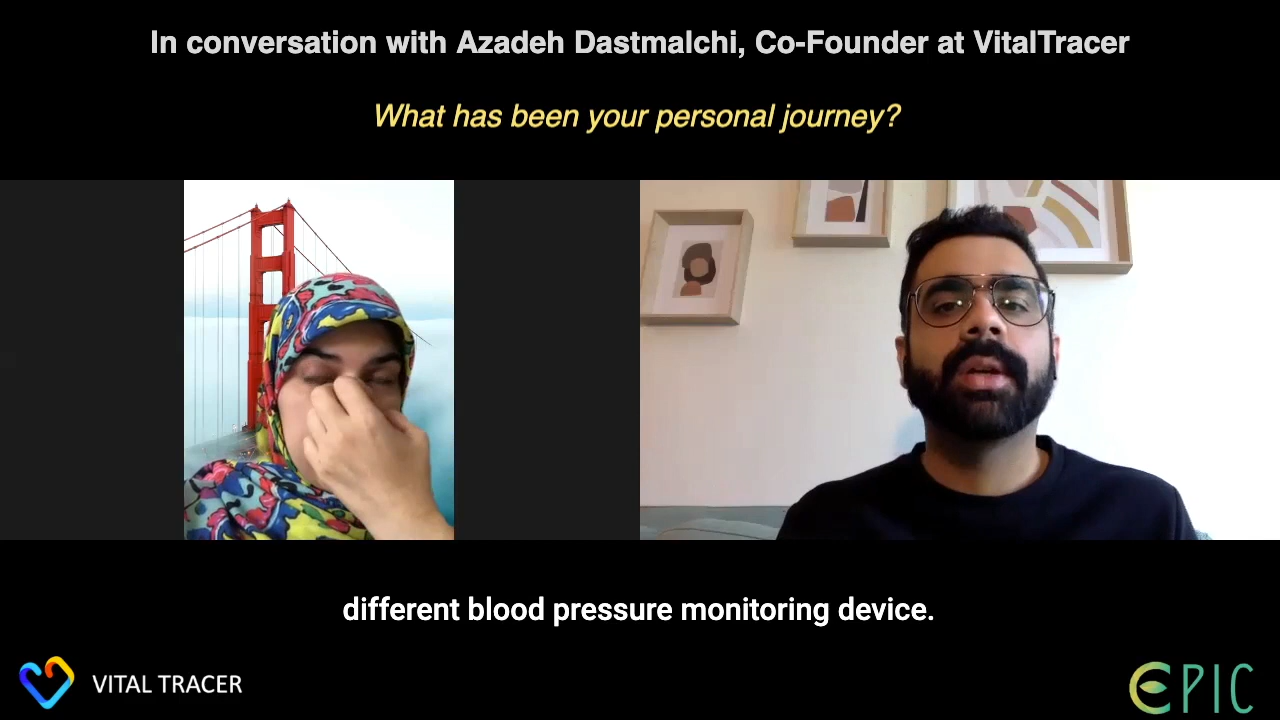 In conversation with Azadeh Dastmalchi, Co-Founder at VitalTracer
What has been your personal journey?
different blood pressure monitoring device.
VITAL TRACER
EPIC